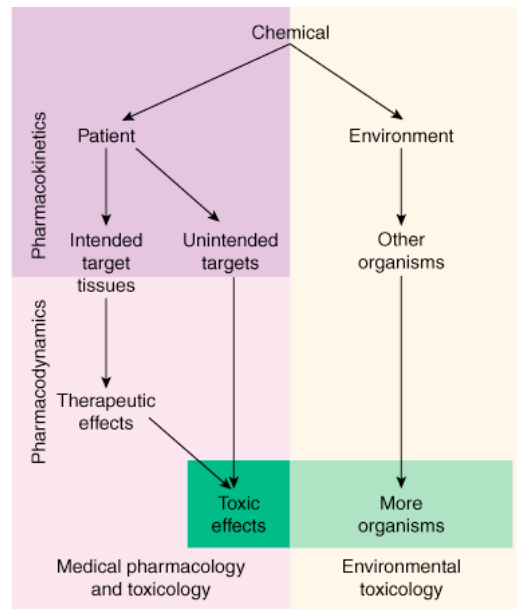 Chemical
Pharmacokinetics
Patient
Environment
Intended
target
tissues
Unintended
targets
Other
organisms
Pharmacodynamics
Therapeutic
effects
Toxic
effects
More
organisms
Medical pharmacology
and toxicology
Environmental
toxicology